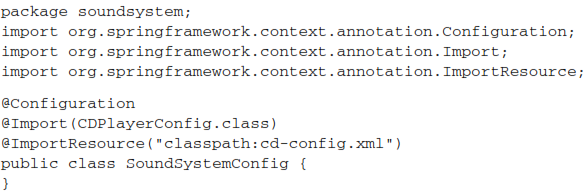 package soundsystem;
import org.springframework.context.annotation.Configuration;
import org.springframework.context.annotation.Import;
import org.springframework.context.annotation.ImportResource;
@Configuration
@Import(CDPlayerConfig.class)
@ImportResource("classpath:cd-config.xml")
public class SoundSystemConfig {
}